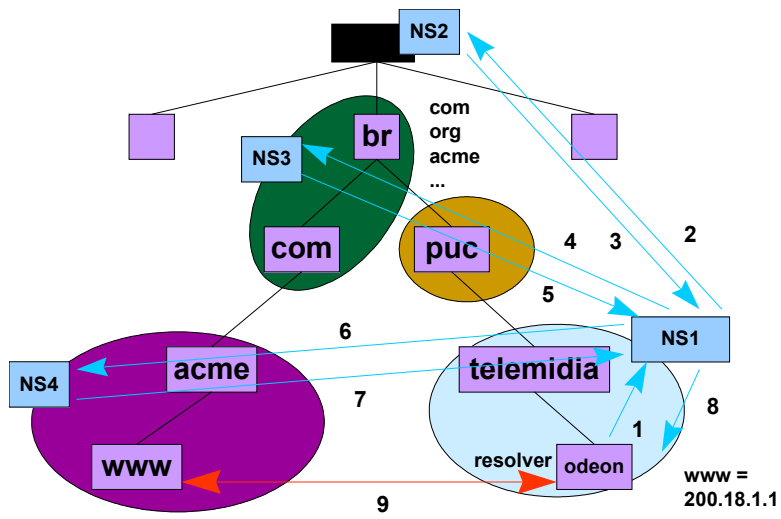 NS2
com
org
acme
...
br
NS3
com
puc
4
3
2
5
6
NS1
NS4
acme
telemidia
7
8
1
www
resolver
odeon
www =
200.18.1.1
9